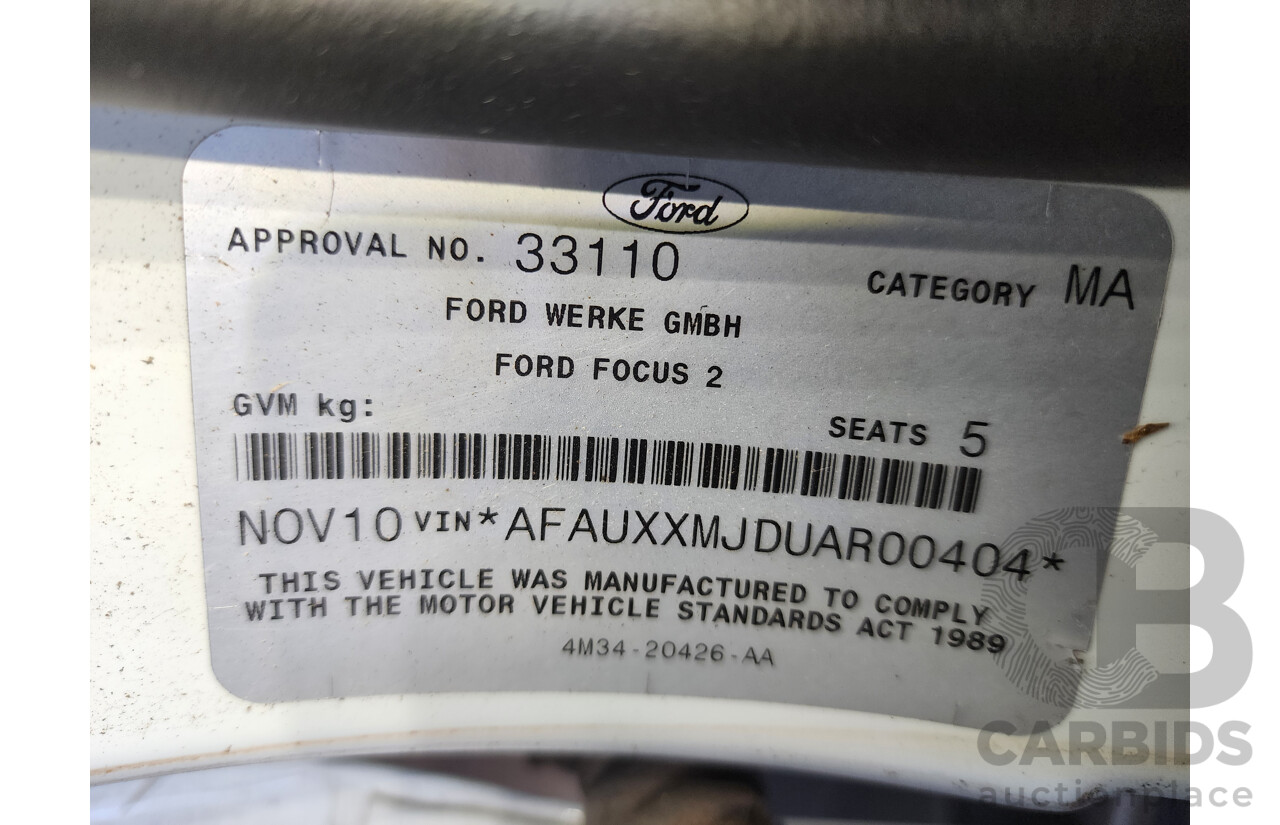 Ford
APPROVAL NO. 33110
CATEGORY MA
FORD WERKE GMBH
FORD FOCUS 2
GVM kg:
SEATS 5
NOV10 VIN*AFAUXXMJDUAR00404*
THIS VEHICLE WAS MANUFACTURED TO COMPLY
WITH THE MOTOR VEHICLE STANDARDS ACT 1989
4M34-20426-AA
CB
CARBIDS
auctionplace